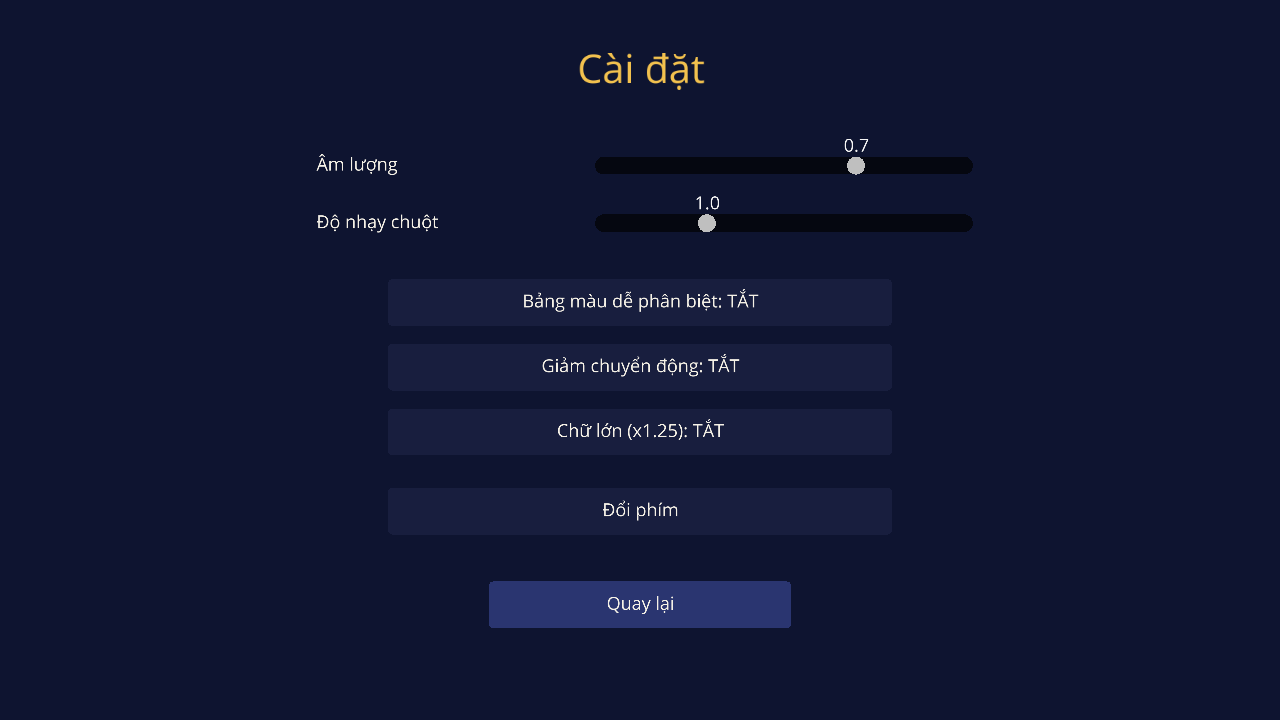 Cài đặt
0.7
Âm lượng
1.0
Độ nhạy chuột
Bảng màu dễ phân biệt: TẮT
Giảm chuyển động: TẮT
Chữ lớn (x1.25): TẮT
Đổi phím
Quay lại